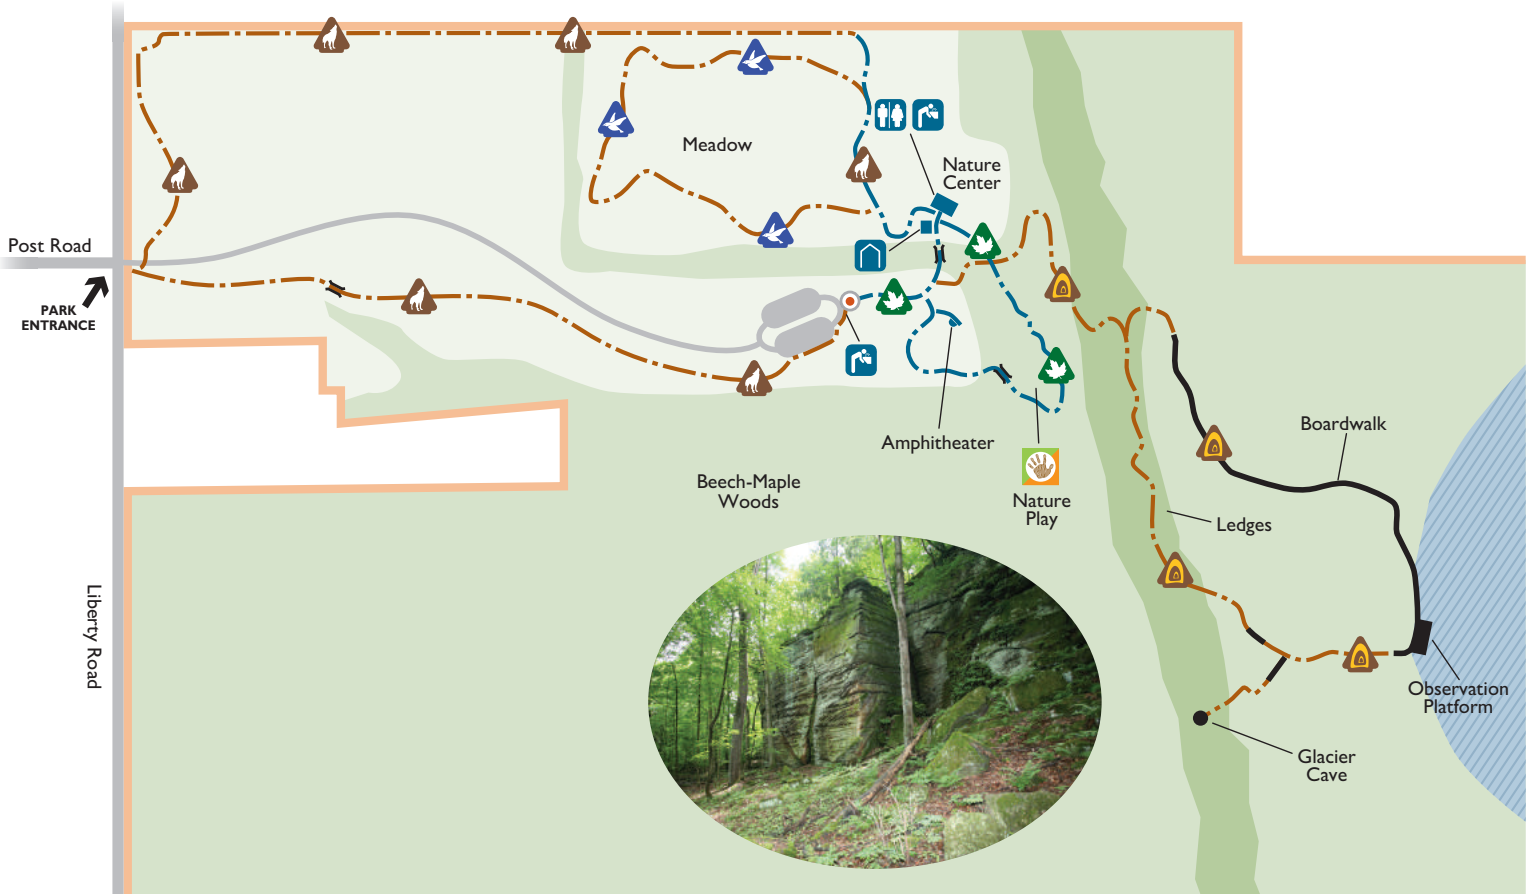 Meadow
Nature
Center
Post Road
PARK
ENTRANCE
Amphitheater
Boardwalk
Beech-Maple
Woods
Nature
Play
Ledges
Liberty Road
Observation
Platform
Glacier
Cave